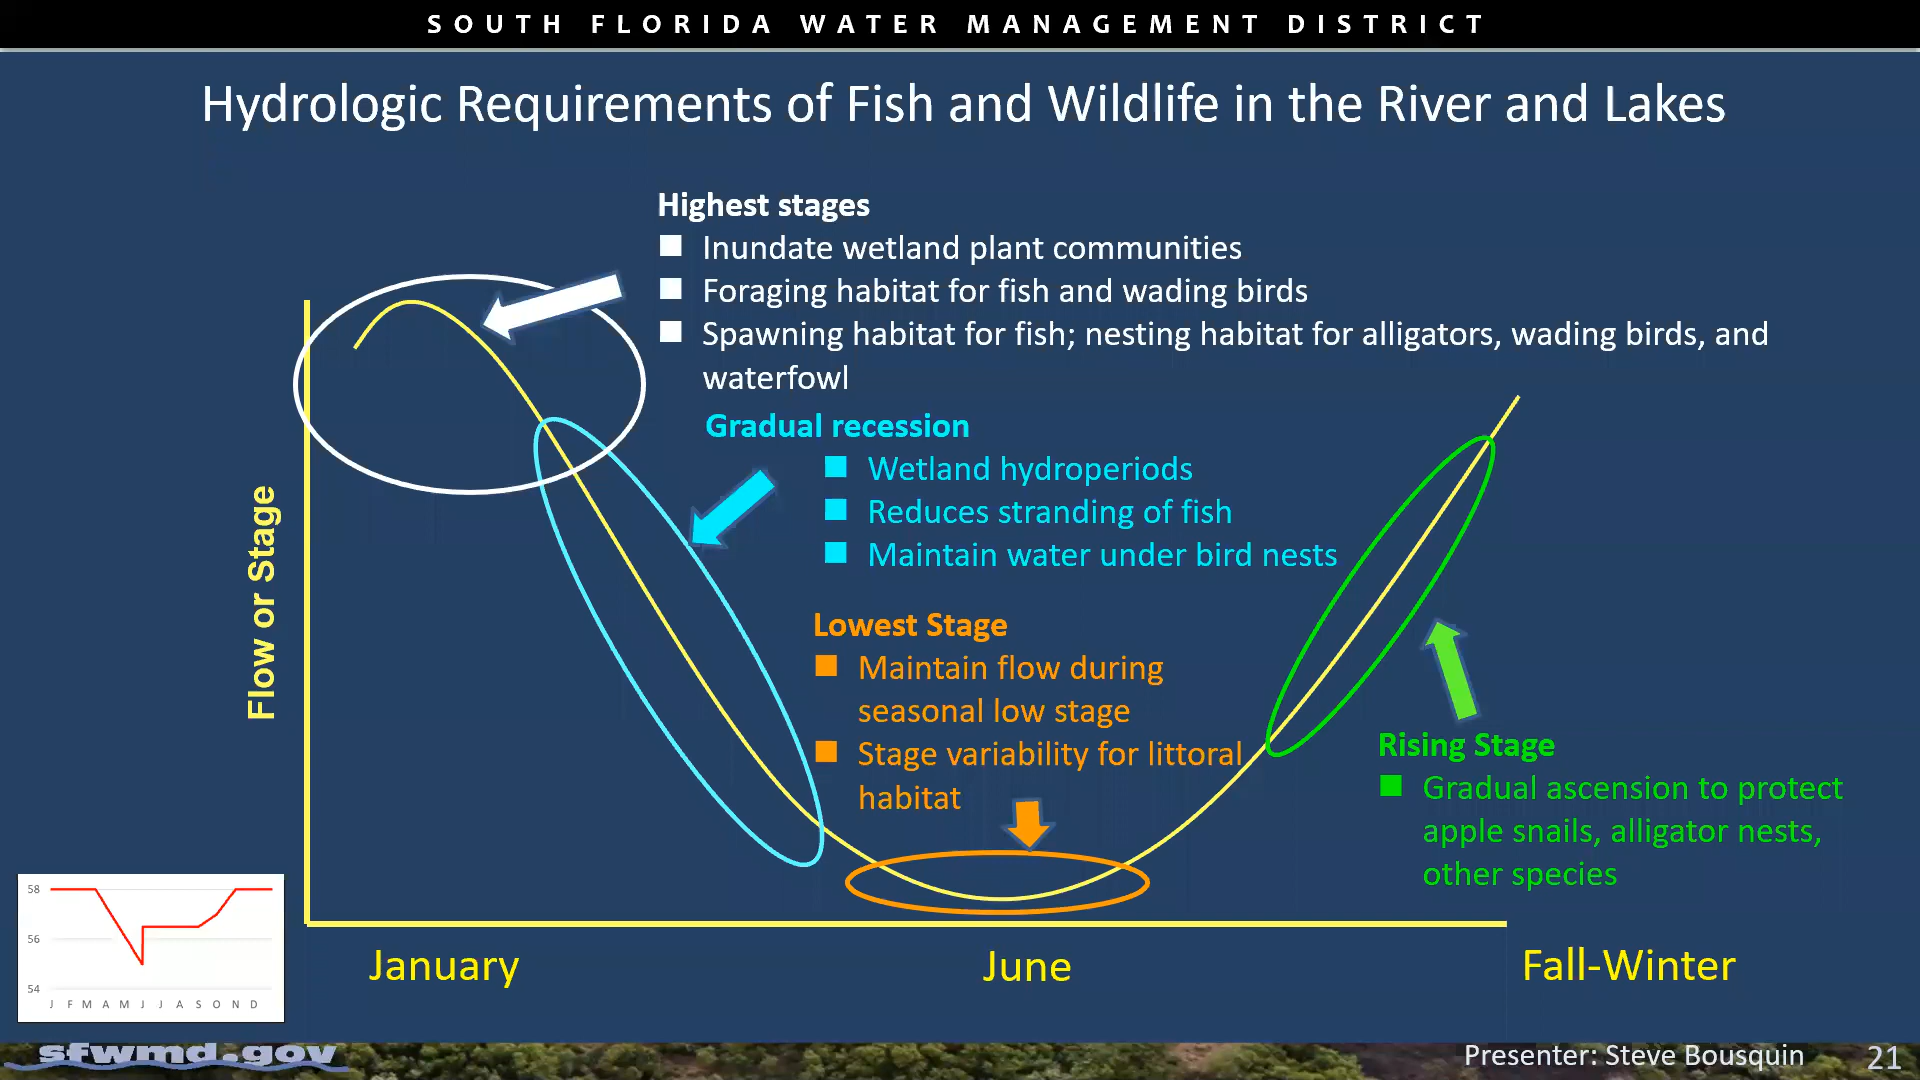 SOUTH FLORIDA WATER MANAGEMENT DISTRICT
Hydrologic Requirements of Fish and Wildlife in the River and Lakes
Highest stages
Inundate wetland plant communities
Foraging habitat for fish and wading birds
Spawning habitat for fish; nesting habitat for alligators, wading birds, and
waterfowl
Gradual recession
Wetland hydroperiods
Reduces stranding of fish
Maintain water under bird nests
Flow or Stage
Lowest Stage
Maintain flow during
seasonal low stage
Stage variability for littoral
habitat
Rising Stage
Gradual ascension to protect
apple snails, alligator nests,
other species
58
56
54
J F M A M J J A S O N D
January June Fall-Winter
sfwmd.gov
Presenter: Steve Bousquin 21